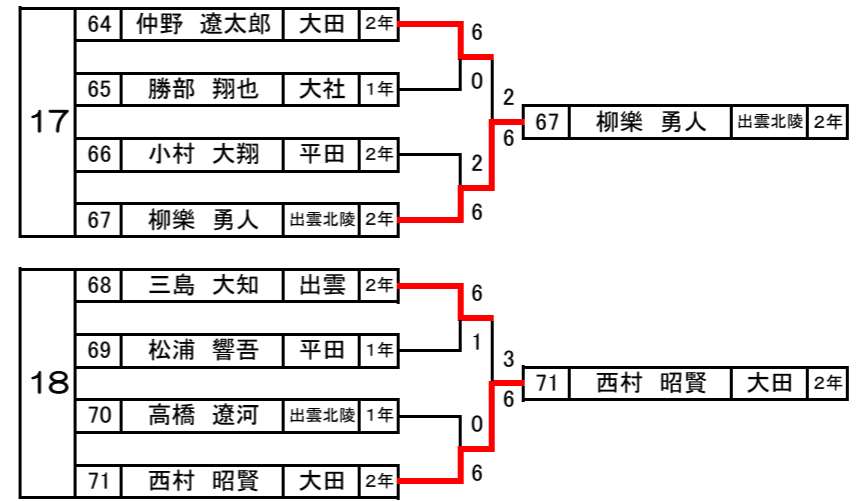 64 仲野 遼太郎 大田 2年
6
0
65 勝部 翔也 大社 1年
17
2
6
67 柳樂 勇人 出雲北陵 2年
66 小村 大翔 平田 2年
2
6
67 柳樂 勇人 出雲北陵 2年
68 三島 大知 出雲 2年
6
1
69 松浦 響吾 平田 1年
18
3
6
71 西村 昭賢 大田 2年
70 高橋 遼河 出雲北陵 1年
0
6
71 西村 昭賢 大田 2年